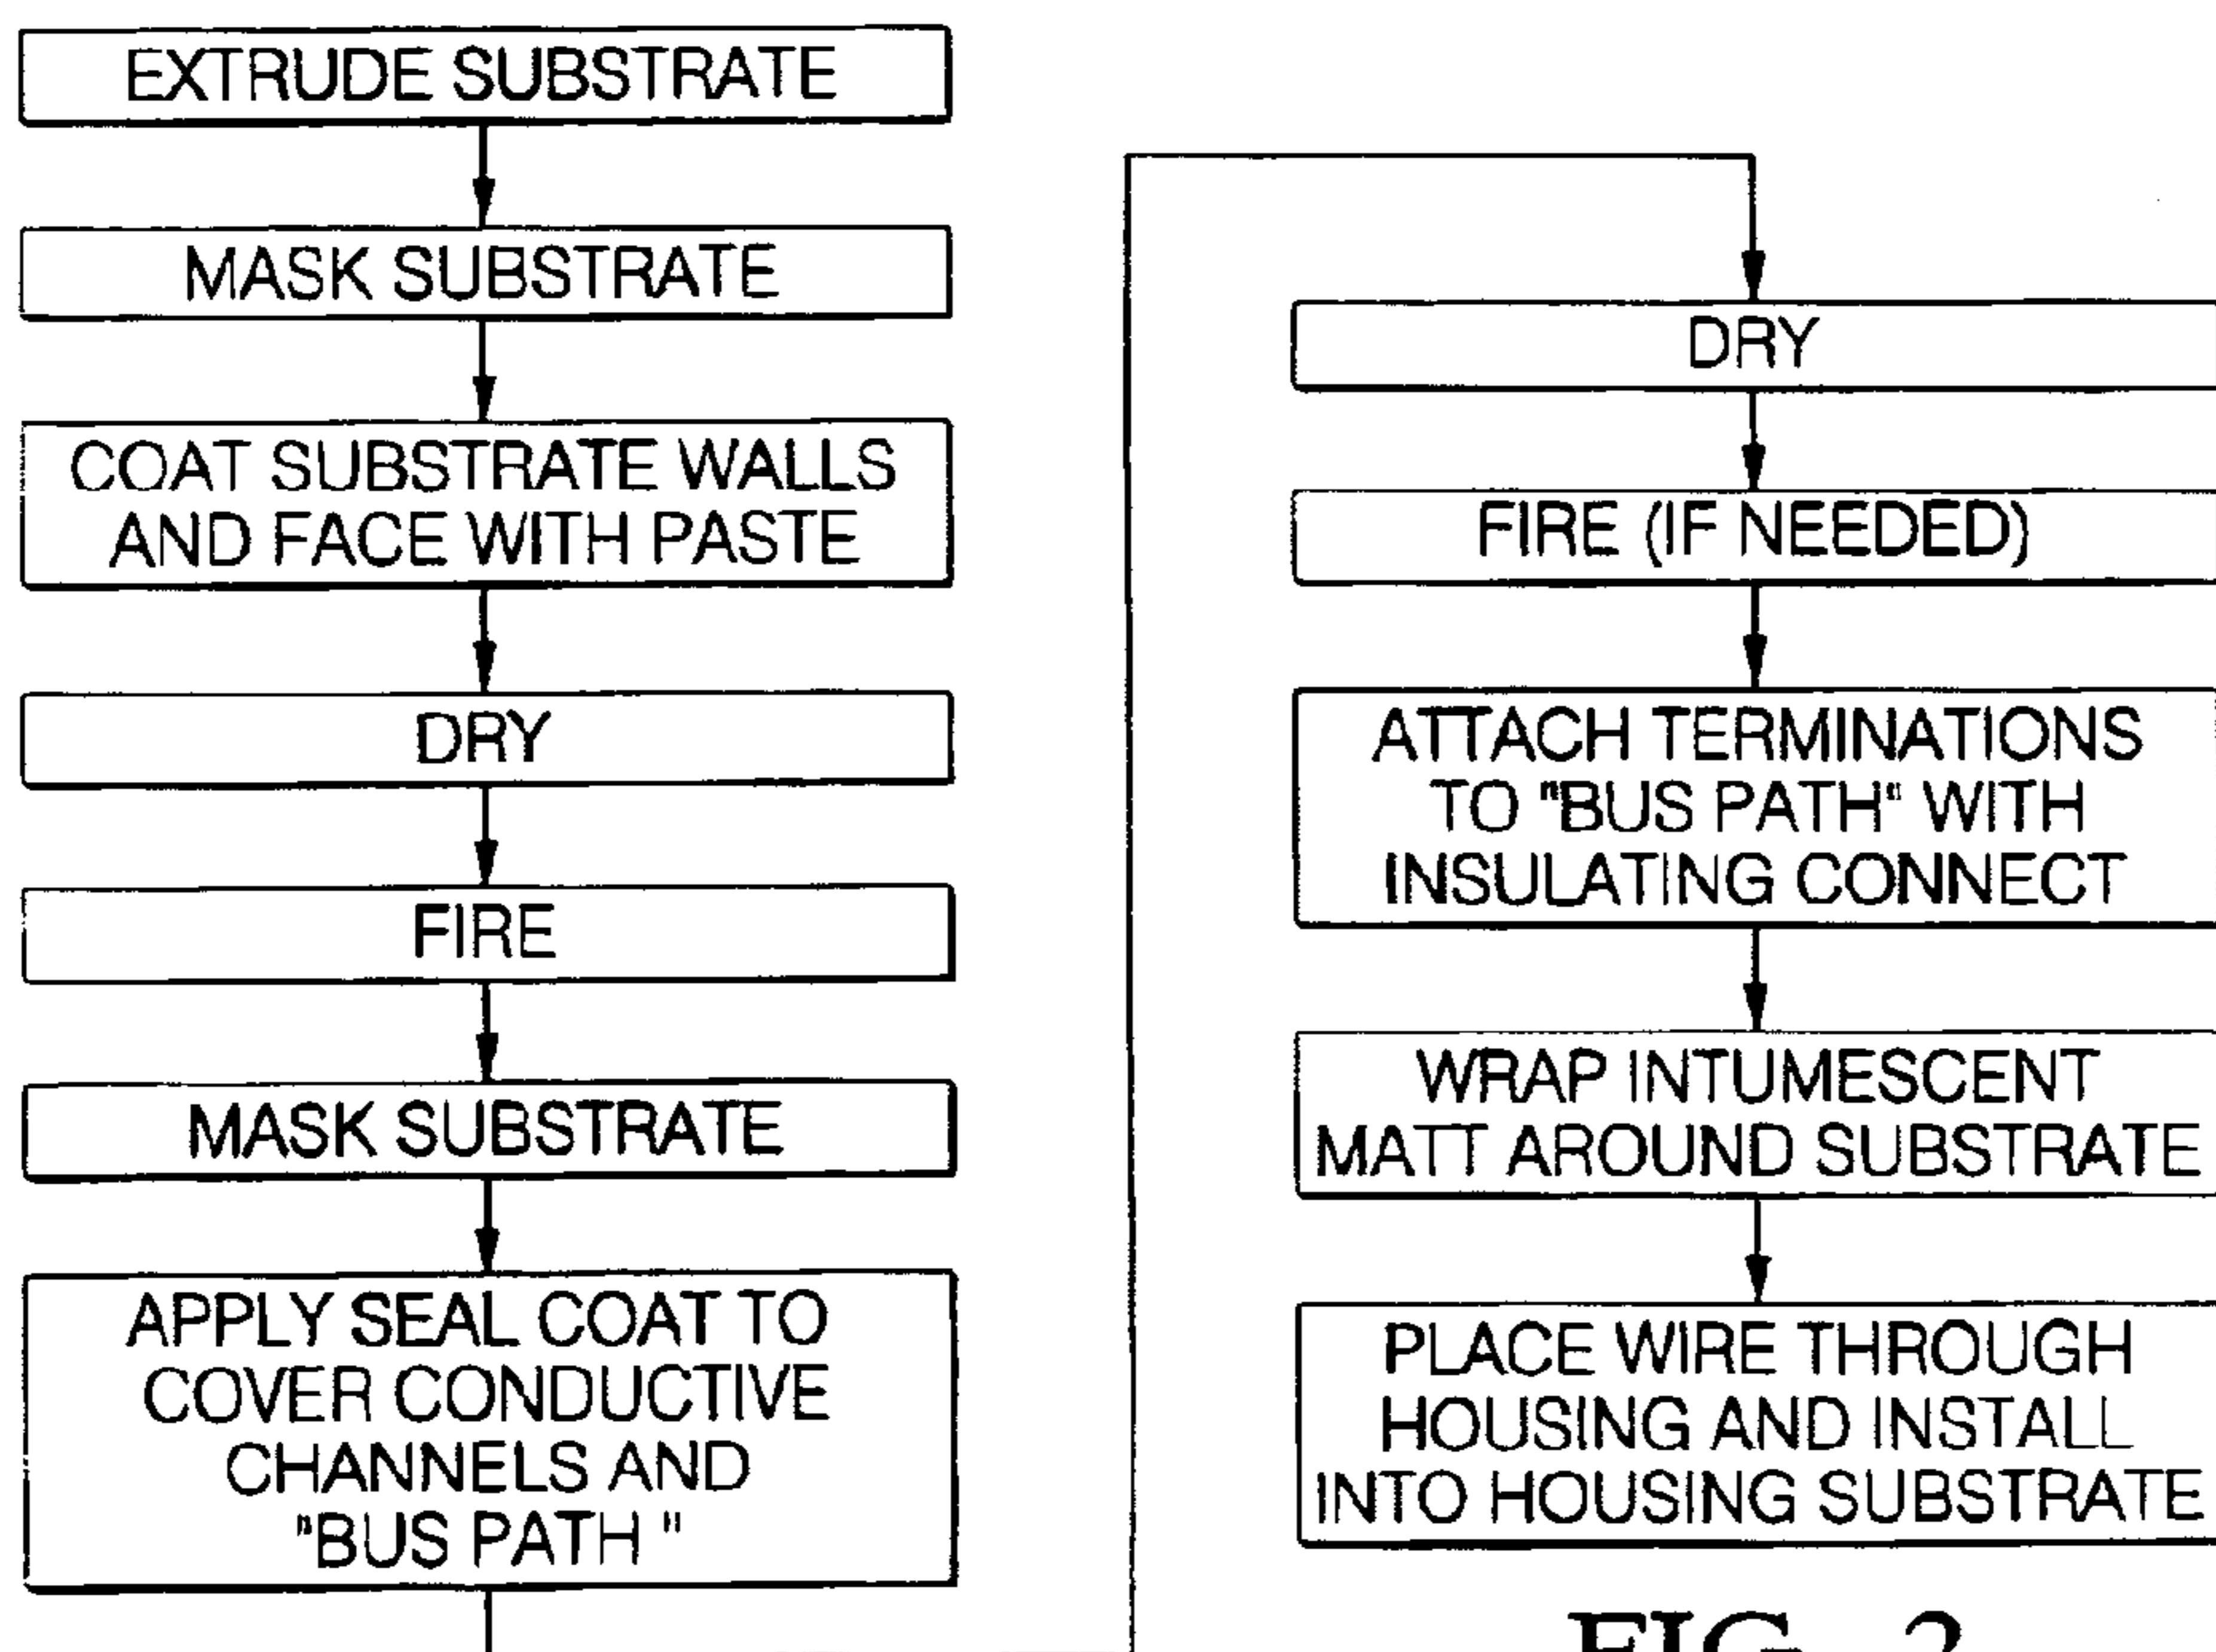 EXTRUDE SUBSTRATE
MASK SUBSTRATE
COAT SUBSTRATE WALLS
AND FACE WITH PASTE
DRY
FIRE
MASK SUBSTRATE
APPLY SEAL COAT TO
COVER CONDUCTIVE
CHANNELS AND
"BUS PATH "
DRY
FIRE (IF NEEDED)
ATTACH TERMINATIONS
TO "BUS PATH" WITH
INSULATING CONNECT
WRAP INTUMESCENT
MATT AROUND SUBSTRATE
PLACE WIRE THROUGH
HOUSING AND INSTALL
INTO HOUSING SUBSTRATE